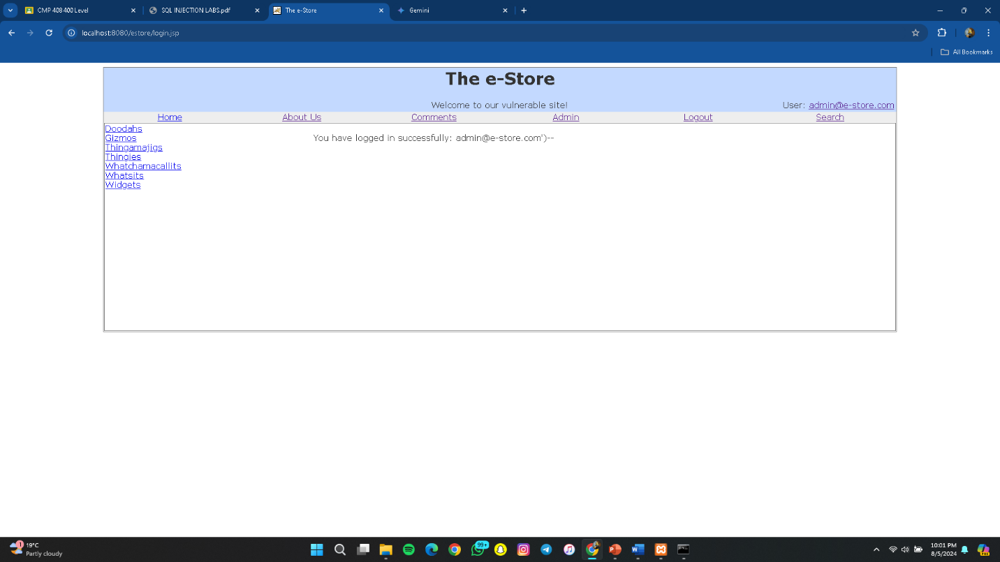 CMP 408 400 Level
SQL INJECTION LABS.pdf
The e-Store
Gemini
localhost:8080/estore/login.jsp
All Bookmarks
The e-Store
Welcome to our vulnerable site!
User: admin@e-store.com
Home About Us Comments Admin Logout Search
Doodahs
Gizmos
Thingamajigs
Thingies
Whatchamacallits
Whatsits
Widgets
You have logged in successfully: admin@e-store.com')--
1
19°C
Partly cloudy
99+
10:01 PM
8/5/2024